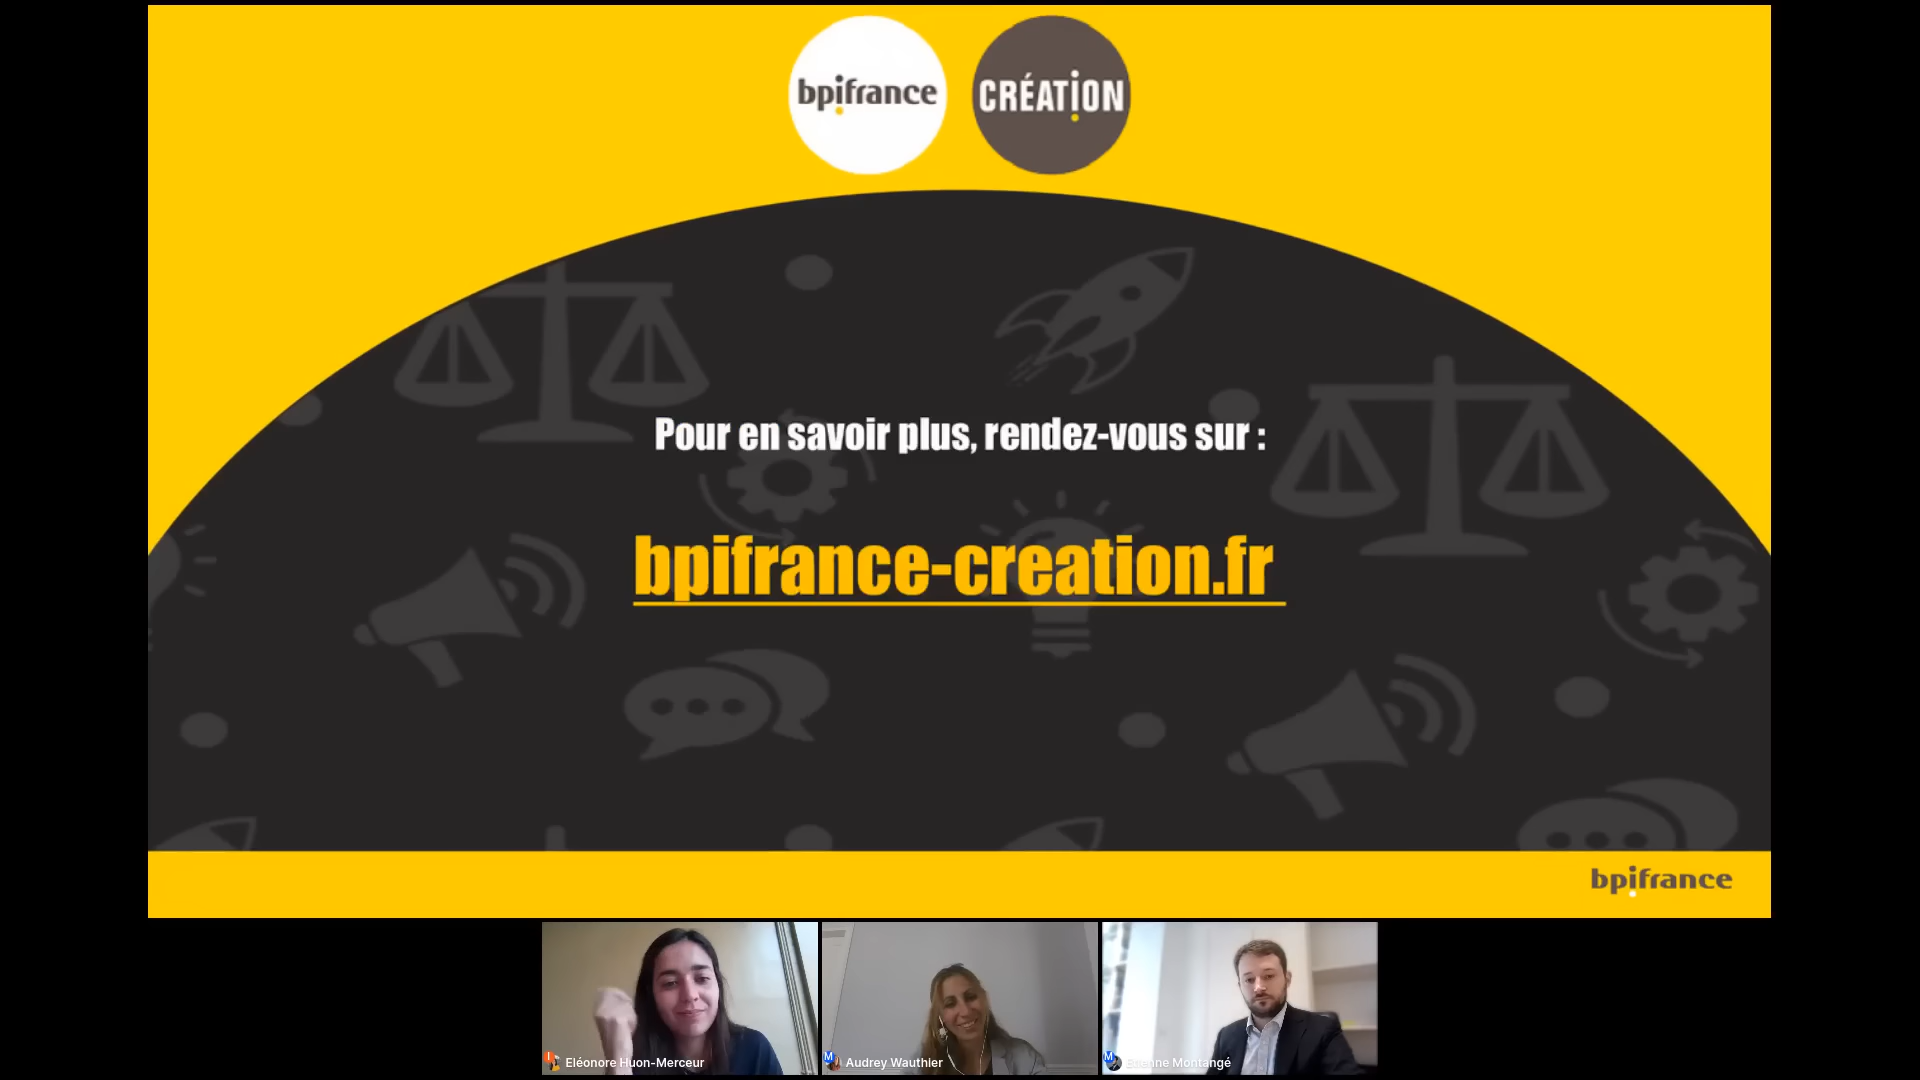 bpifrance
CRÉATION
Pour en savoir plus, rendez-vous sur :
bpifrance-creation.fr
bpifrance
Eléonore Huon-Merceur
M
Audrey Wauthier
M
Etienne Montangé